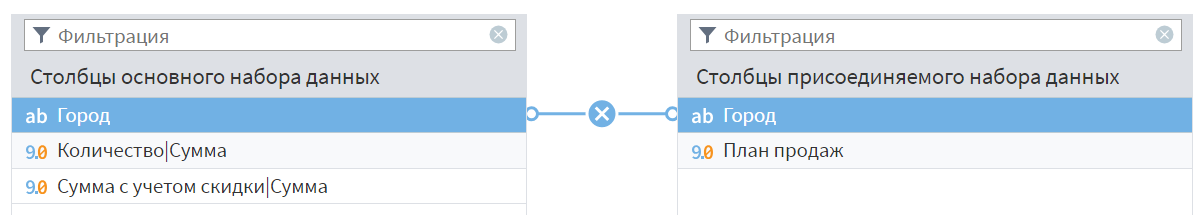 Фильтрация
Столбцы основного набора данных
ab Город
9.0 Количество|Сумма
9.0 Сумма с учетом скидки|Сумма
Фильтрация
Столбцы присоединяемого набора данных
ab Город
9.0 План продаж